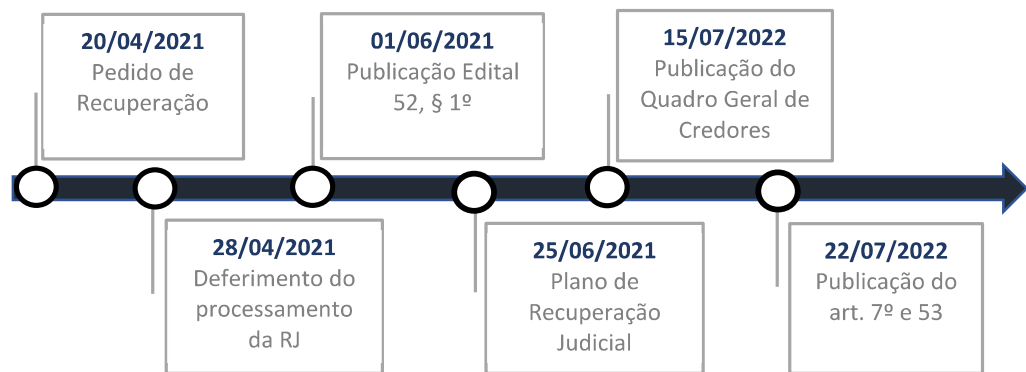 20/04/2021
Pedido de
Recuperação
01/06/2021
Publicação Edital
52, § 1º
15/07/2022
Publicação do
Quadro Geral de
Credores
28/04/2021
Deferimento do
processamento
da RJ
25/06/2021
Plano de
Recuperação
Judicial
22/07/2022
Publicação do
art. 7º e 53